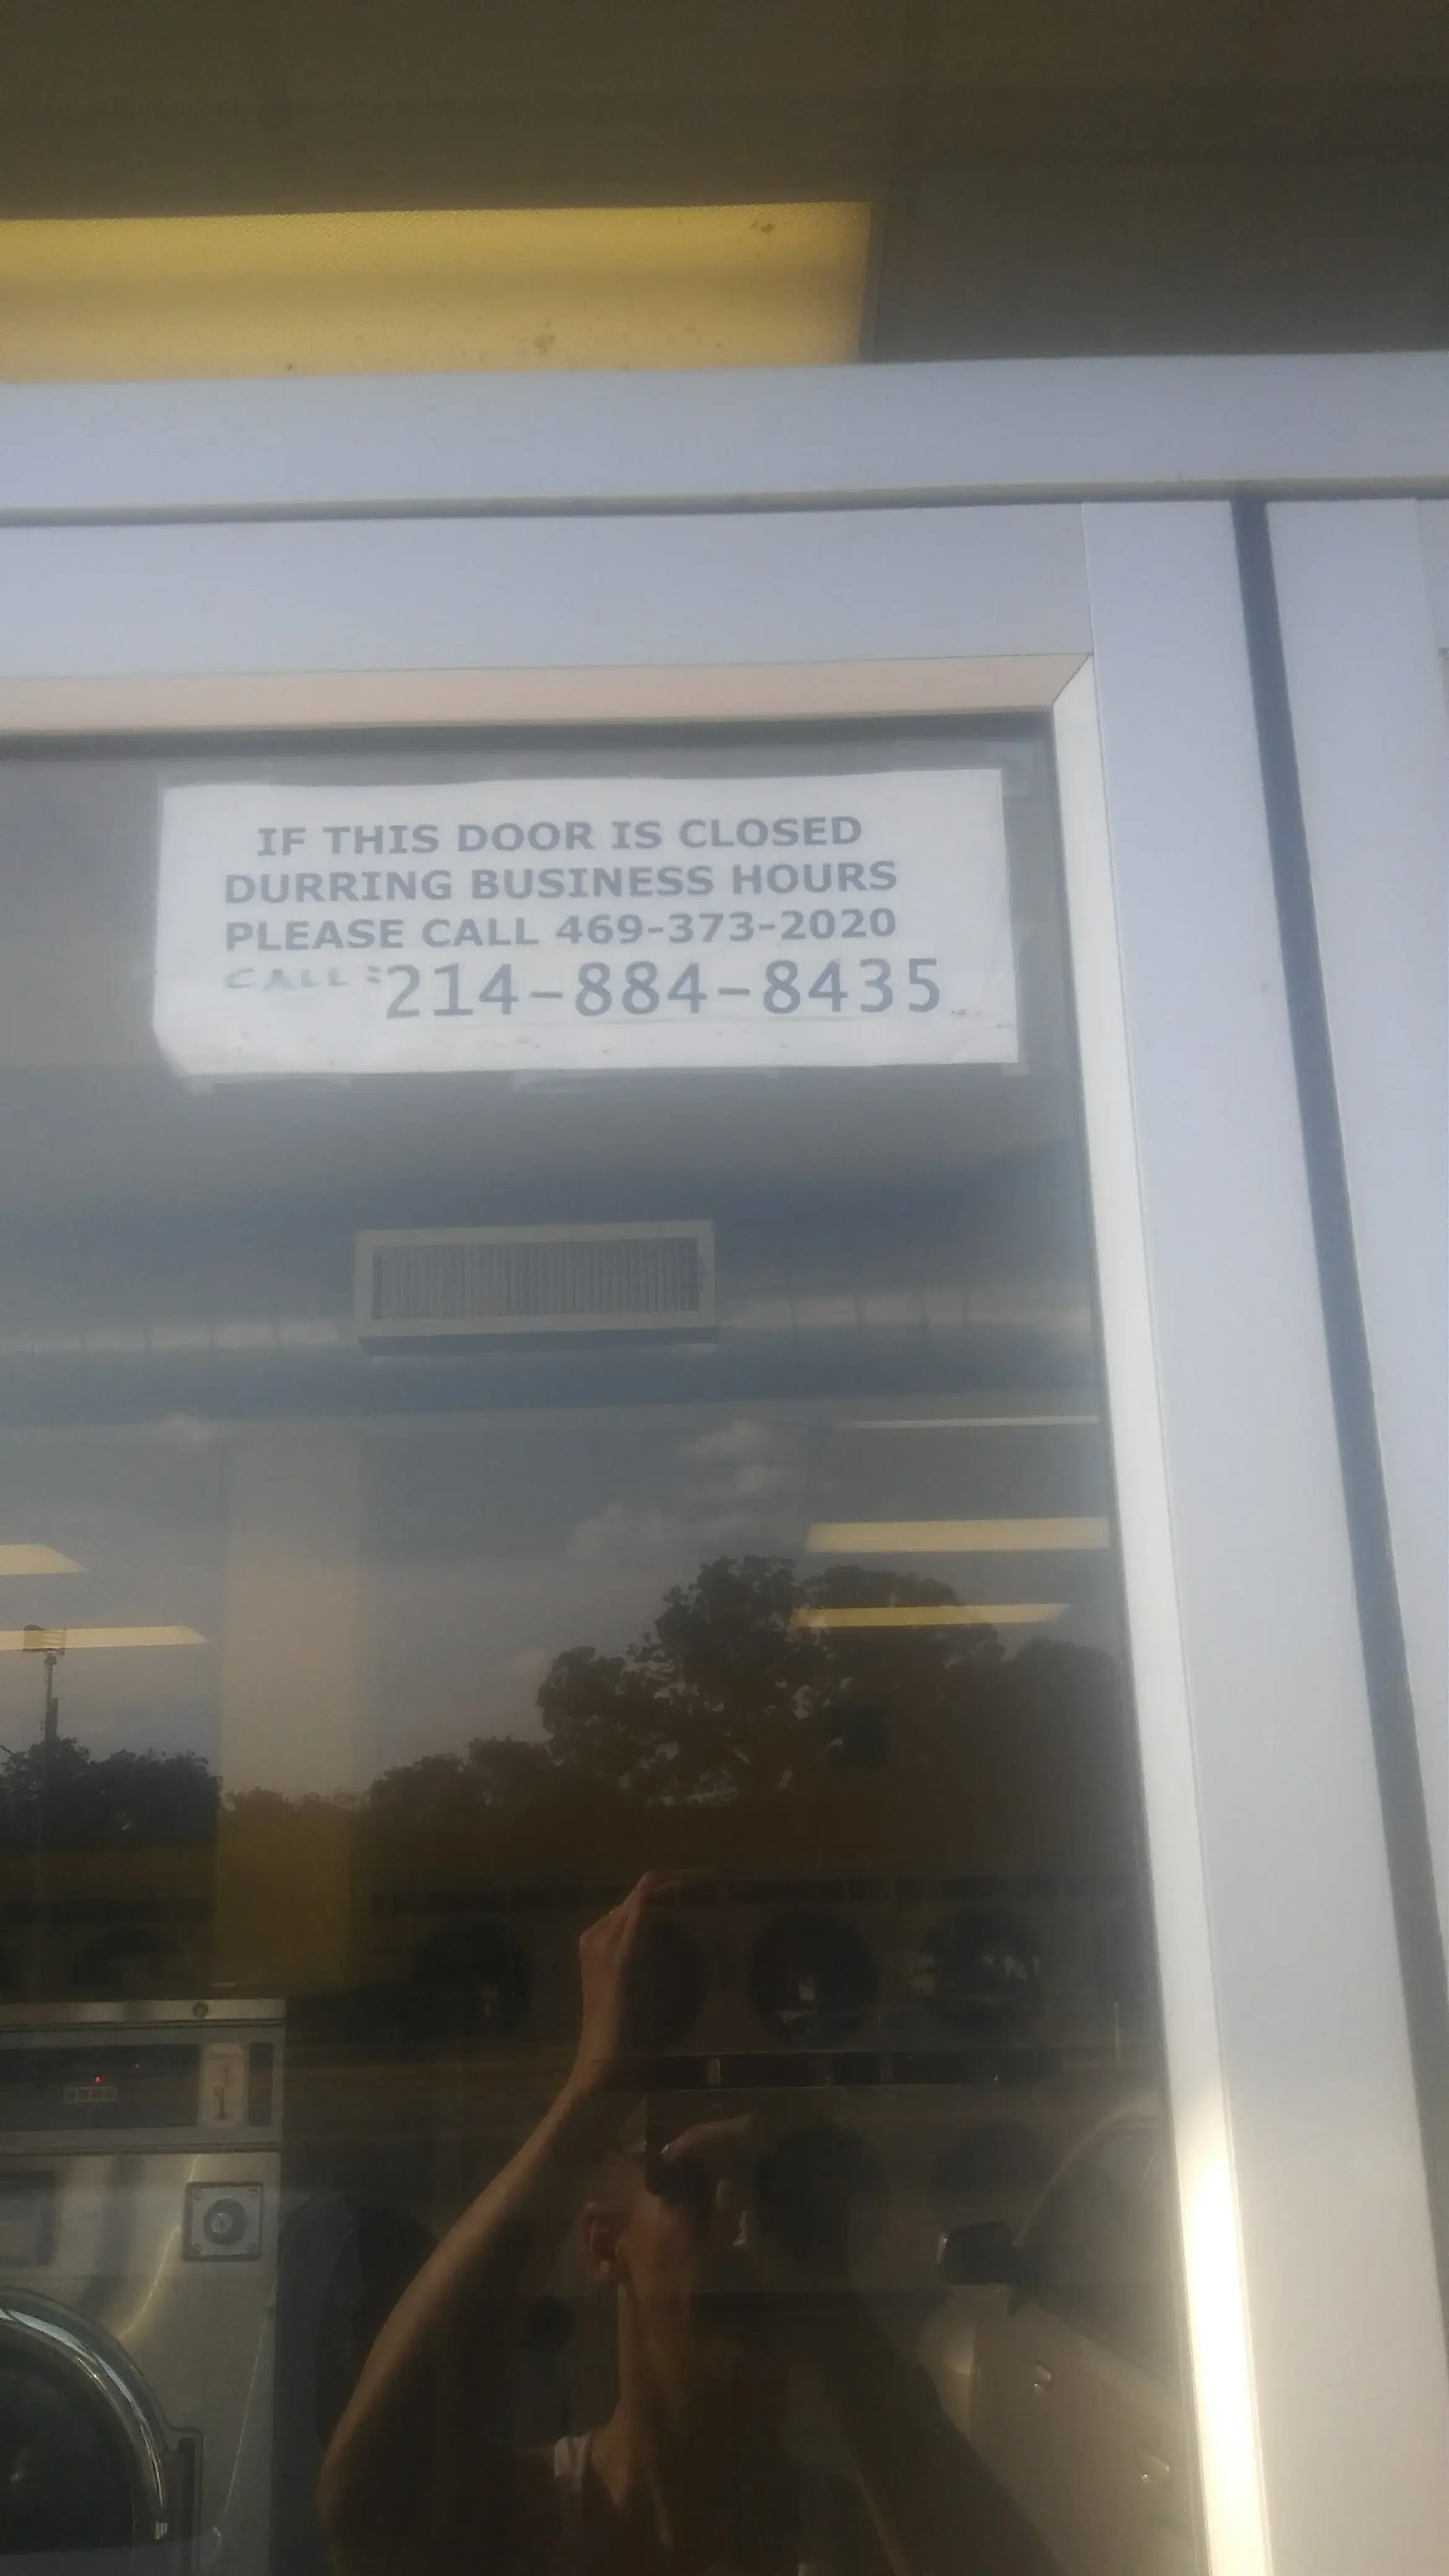 IF THIS DOOR IS CLOSED
DURRING BUSINESS HOURS
PLEASE CALL 469-373-2020
CALL: 214-884-8435